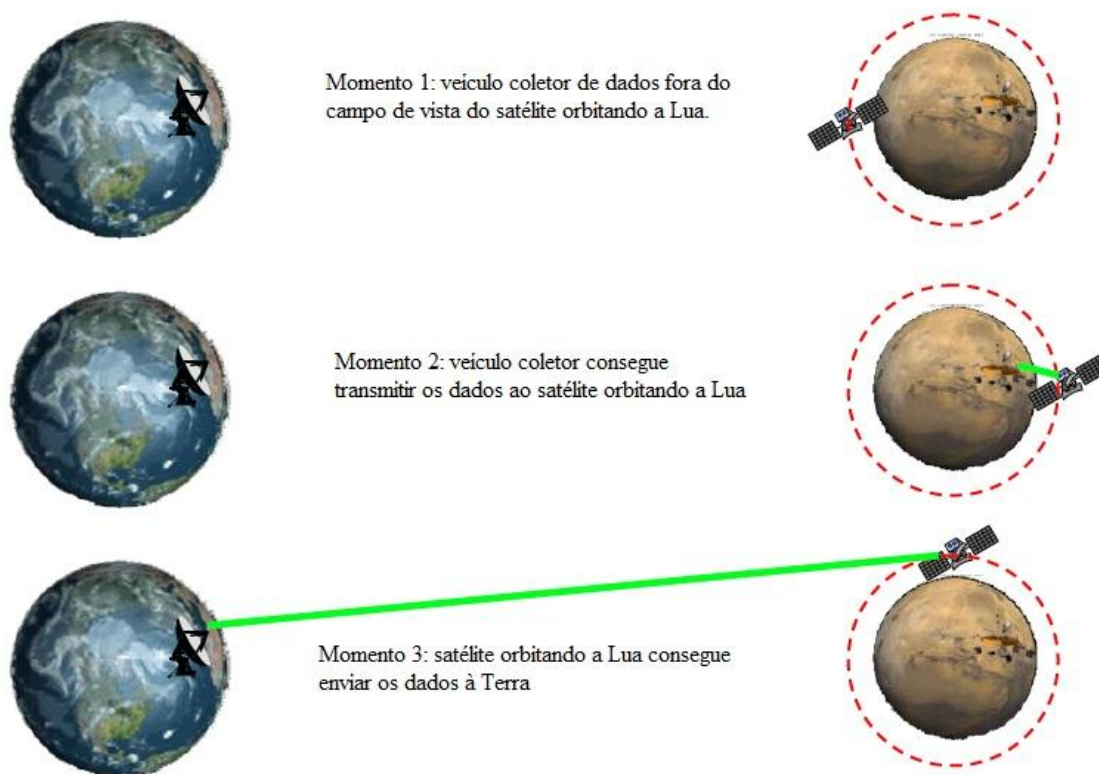 Momento 1: veículo coletor de dados fora do
campo de vista do satélite orbitando a Lua.
Momento 2: veículo coletor consegue
transmitir os dados ao satélite orbitando a Lua
Momento 3: satélite orbitando a Lua consegue
enviar os dados à Terra